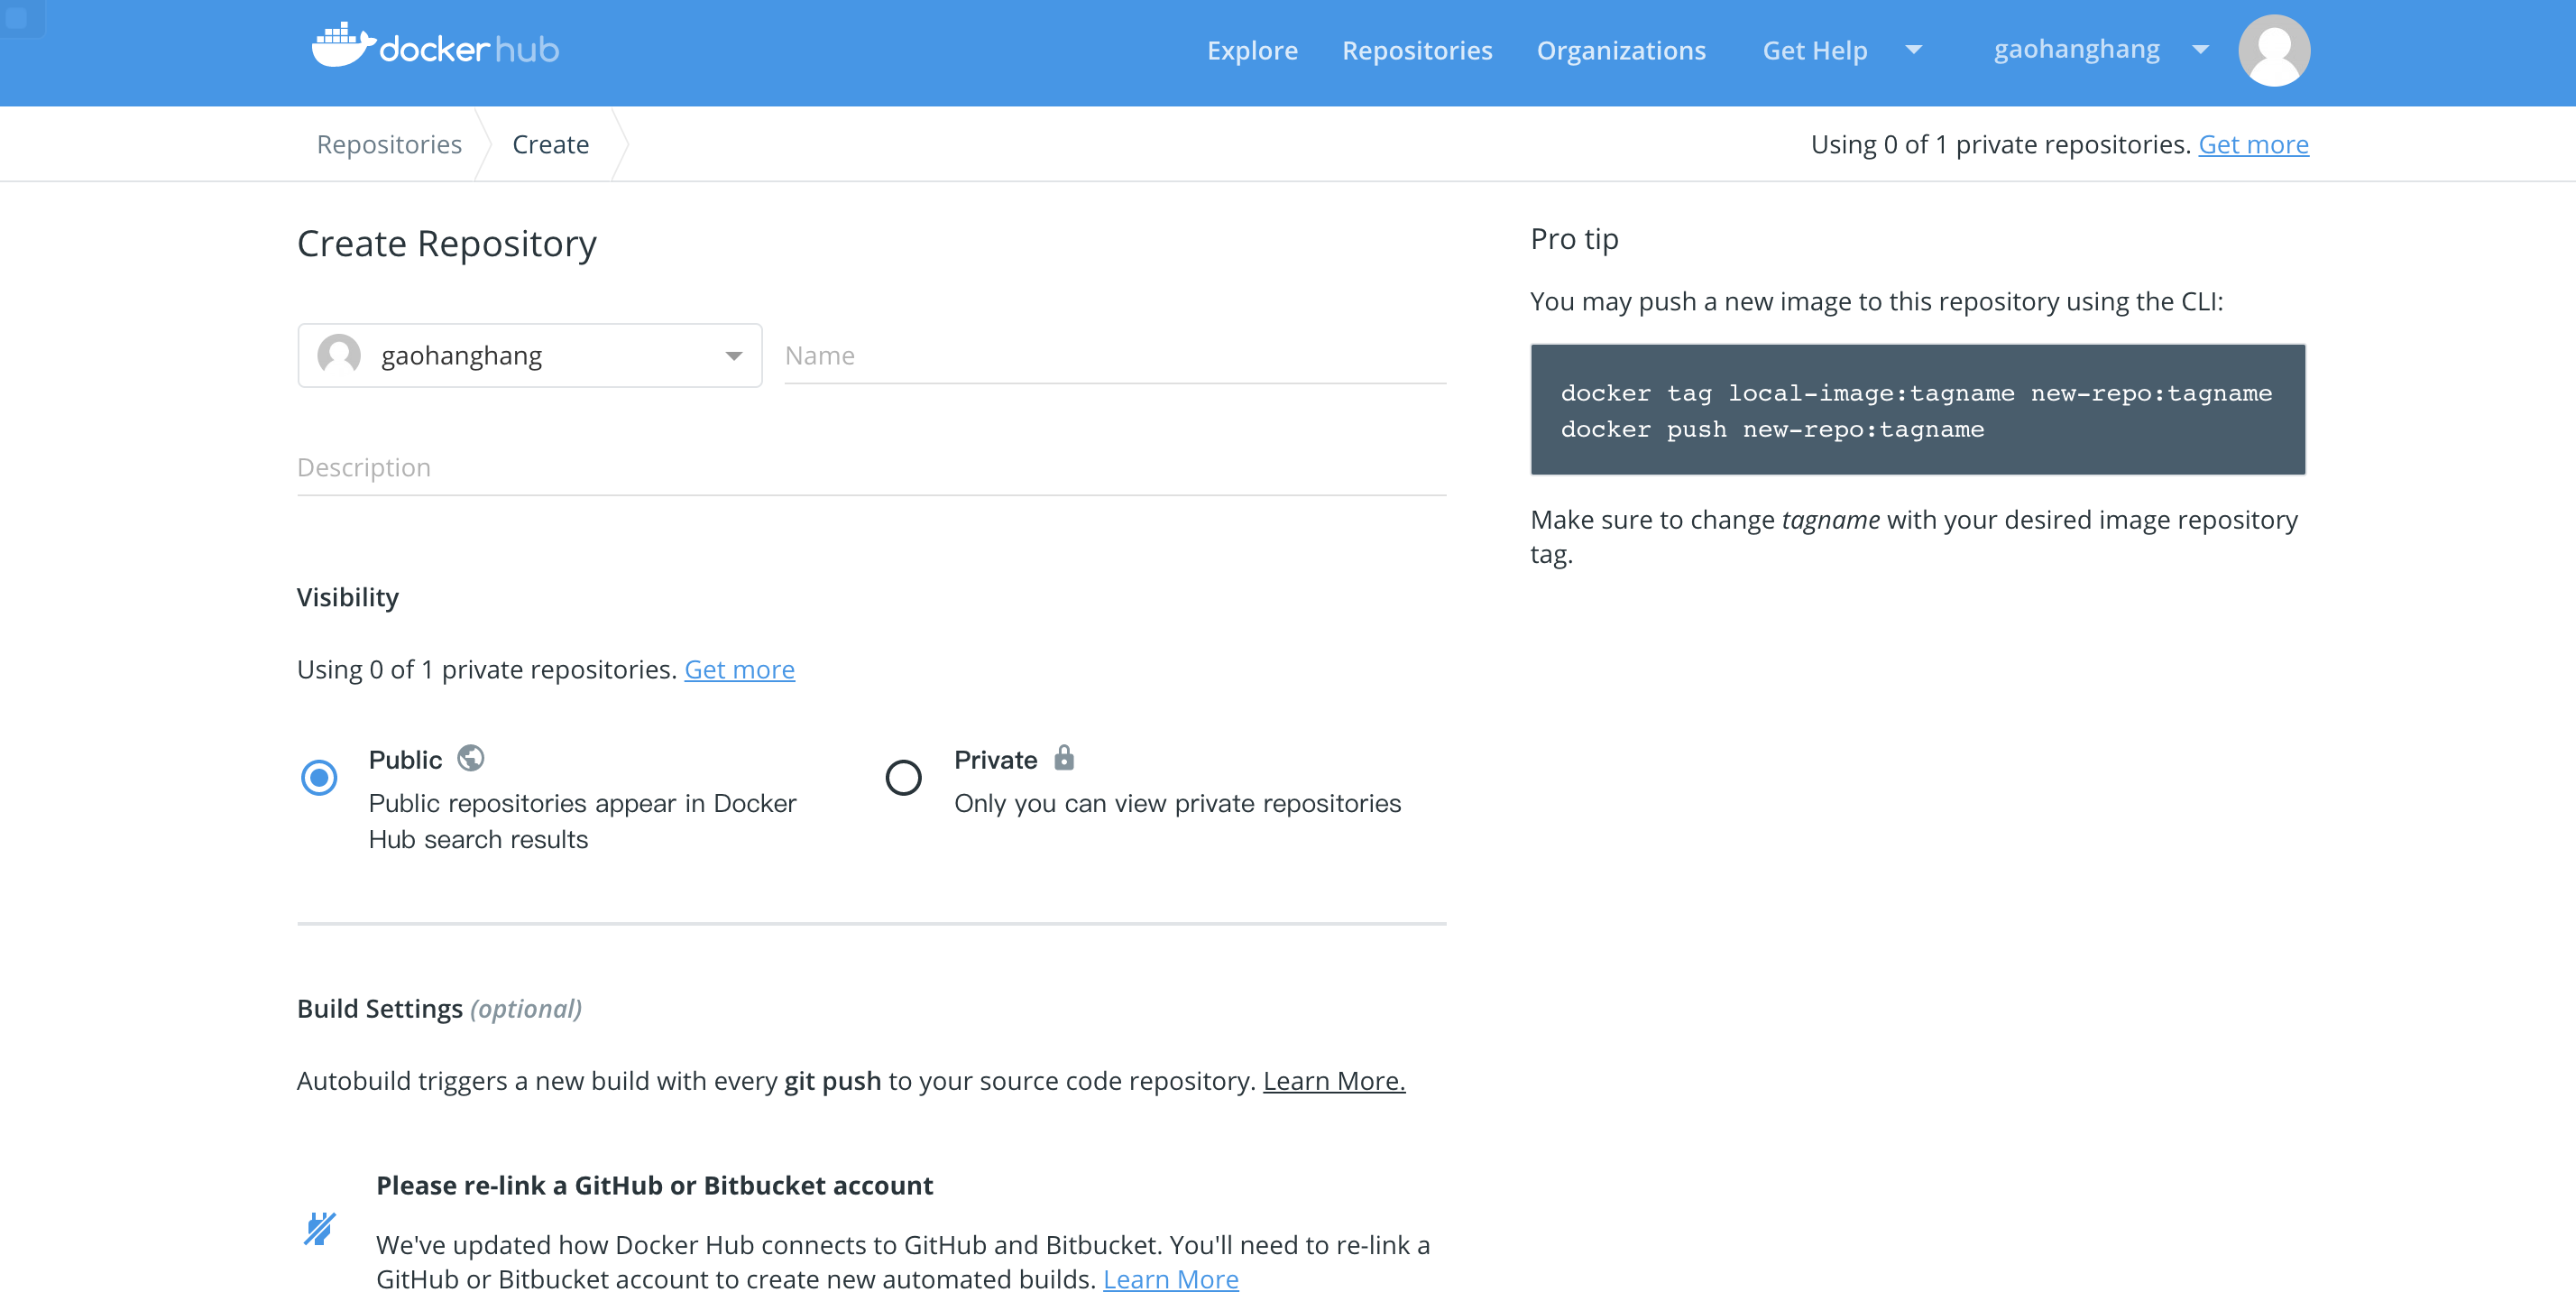 docker hub
Explore Repositories Organizations Get Help gaohanghang
Repositories Create
Using 0 of 1 private repositories. Get more
Create Repository
gaohanghang Name
Description
Visibility
Using 0 of 1 private repositories. Get more
Public
Public repositories appear in Docker
Hub search results
Private
Only you can view private repositories
Build Settings (optional)
Autobuild triggers a new build with every git push to your source code repository. Learn More.
Please re-link a GitHub or Bitbucket account
We've updated how Docker Hub connects to GitHub and Bitbucket. You'll need to re-link a
GitHub or Bitbucket account to create new automated builds. Learn More
Pro tip
You may push a new image to this repository using the CLI:
docker tag local-image:tagname new-repo:tagname
docker push new-repo:tagname
Make sure to change tagname with your desired image repository
tag.